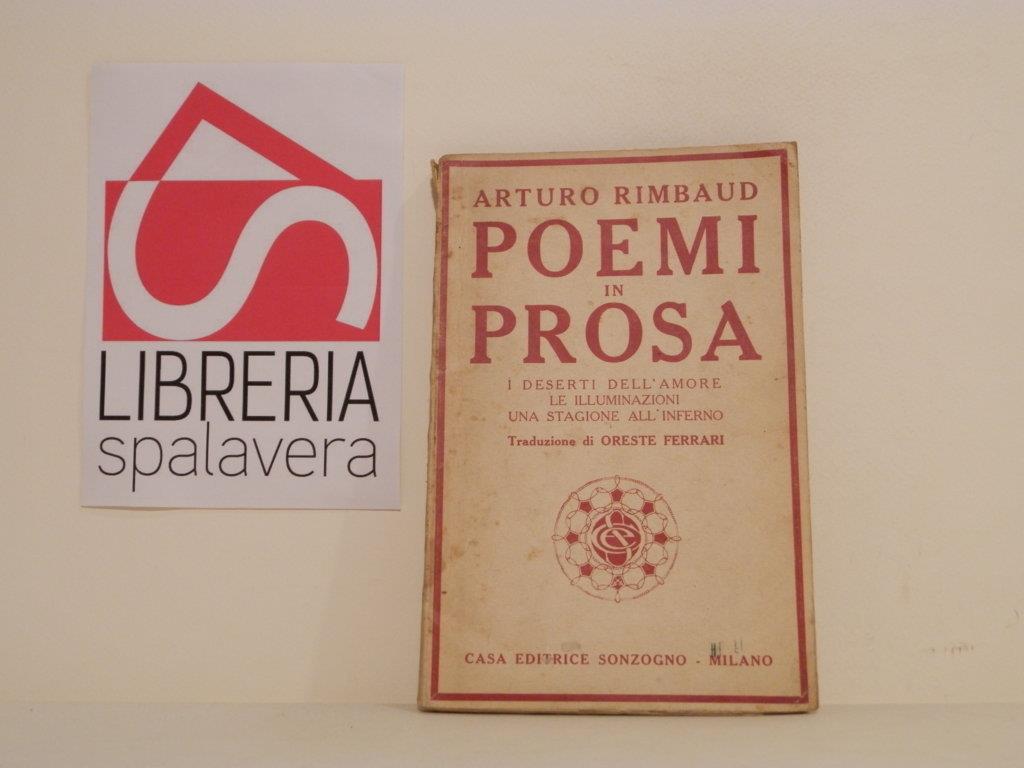 LIBRERIA
spalavera
ARTURO RIMBAUD
POEMI
IN
PROSA
I DESERTI DELL'AMORE
LE ILLUMINAZIONI
UNA STAGIONE ALL'INFERNO
Traduzione di ORESTE FERRARI
CASA EDITRICE SONZOGNO - MILANO